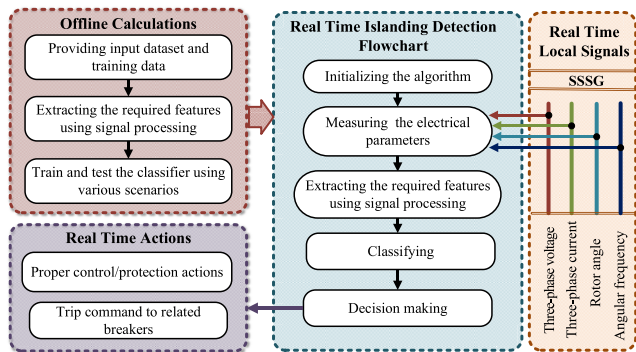 Offline Calculations
Providing input dataset and
training data
Extracting the required features
using signal processing
Train and test the classifier using
various scenarios
Real Time Actions
Proper control/protection actions
Trip command to related
breakers
Real Time Islanding Detection
Flowchart
Initializing the algorithm
Measuring the electrical
parameters
Extracting the required features
using signal processing
Classifying
Decision making
Real Time
Local Signals
SSSG
Three-phase voltage
Three-phase current
Rotor angle
Angular frequency